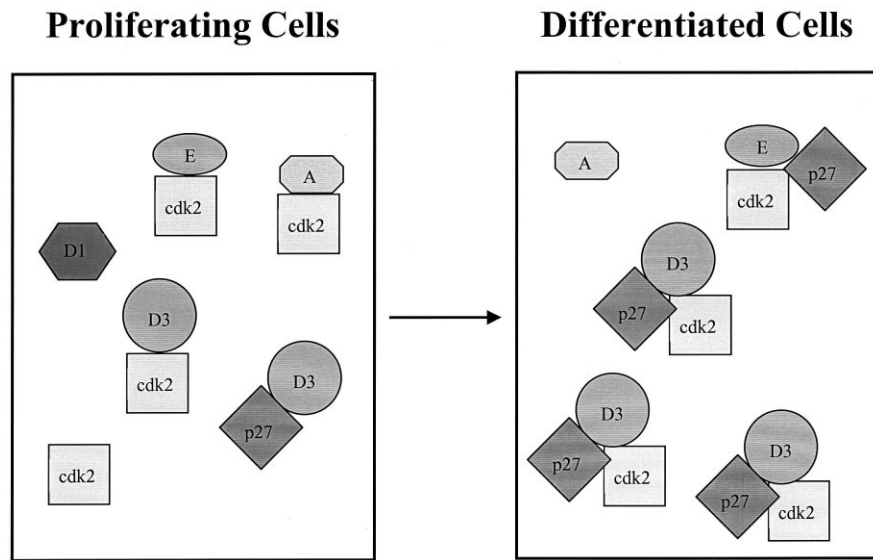 Proliferating Cells
Differentiated Cells
E
cdk2
A
cdk2
D1
D3
cdk2
D3
p27
cdk2
A
E
p27
cdk2
D3
p27
cdk2
D3
p27
cdk2
D3
p27
cdk2